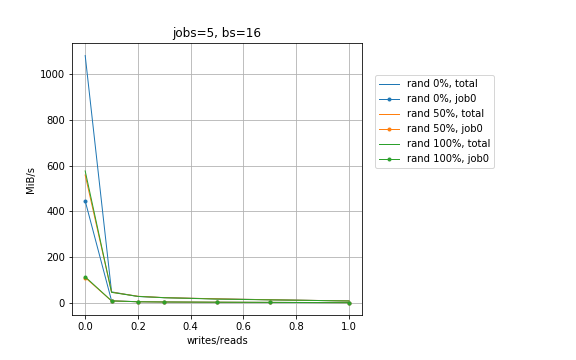 jobs=5, bs=16
MiB/s
1000
800
600
400
200
0
0.0 0.2 0.4 0.6 0.8 1.0
writes/reads
rand 0%, total
rand 0%, job0
rand 50%, total
rand 50%, job0
rand 100%, total
rand 100%, job0